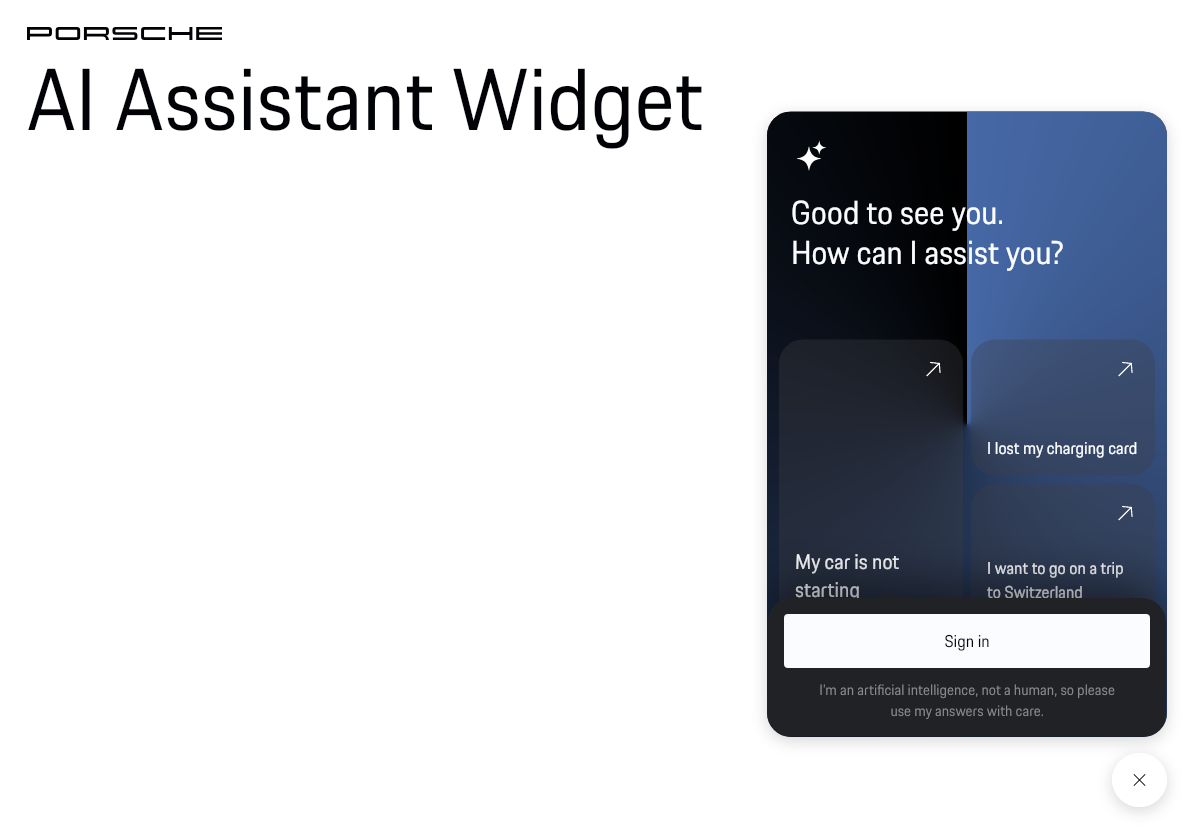 PORSCHE
AI Assistant Widget
Good to see you.
How can I assist you?
I lost my charging card
My car is not
starting
I want to go on a trip
to Switzerland
Sign in
I'm an artificial intelligence, not a human, so please
use my answers with care.